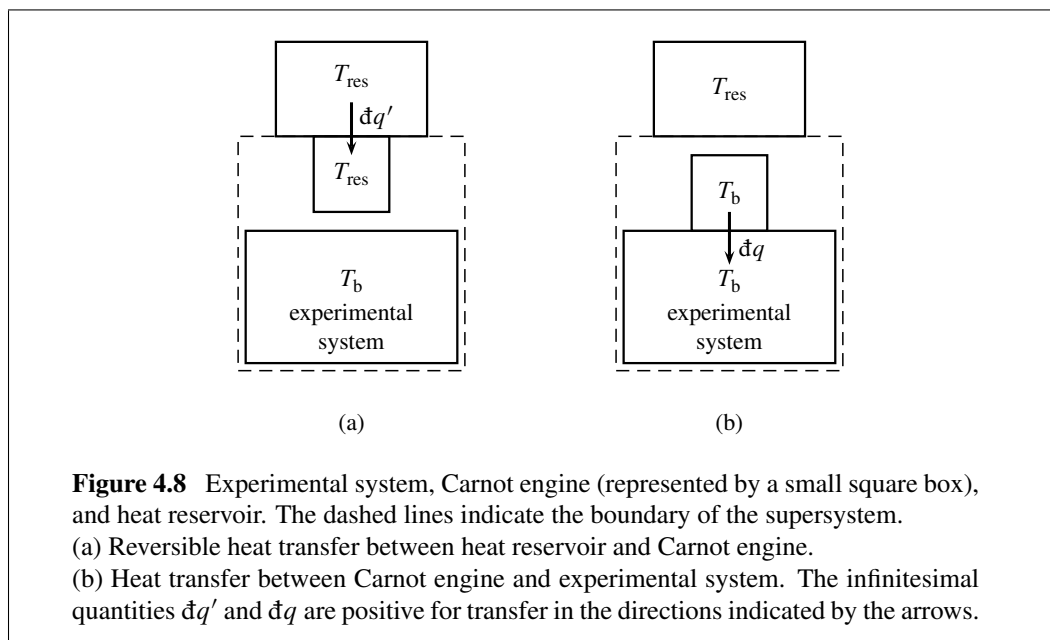 T_res
đq′
T_res
T_b
experimental
system
(a)
T_res
T_b
đq
T_b
experimental
system
(b)
Figure 4.8 Experimental system, Carnot engine (represented by a small square box),
and heat reservoir. The dashed lines indicate the boundary of the supersystem.
(a) Reversible heat transfer between heat reservoir and Carnot engine.
(b) Heat transfer between Carnot engine and experimental system. The infinitesimal
quantities đq′ and đq are positive for transfer in the directions indicated by the arrows.